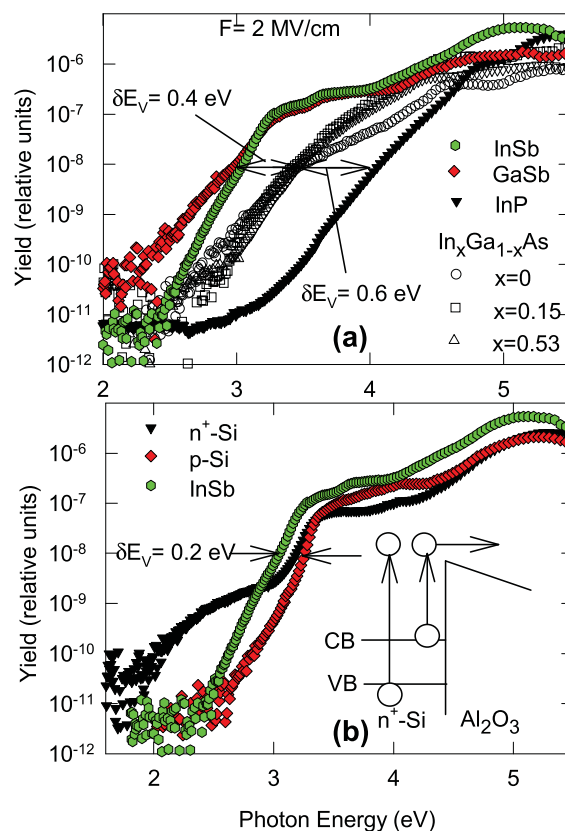 F= 2 MV/cm
Yield (relative units)
10⁻⁶
10⁻⁷
10⁻⁸
10⁻⁹
10⁻¹⁰
10⁻¹¹
10⁻¹²
δE_V= 0.4 eV
δE_V= 0.6 eV
InSb
GaSb
InP
InₓGa₁₋ₓAs
x=0
x=0.15
x=0.53
(a)
2 3 4 5
n⁺-Si
p-Si
InSb
Yield (relative units)
10⁻⁶
10⁻⁷
10⁻⁸
10⁻⁹
10⁻¹⁰
10⁻¹¹
10⁻¹²
δE_V= 0.2 eV
CB
VB
n⁺-Si
Al₂O₃
(b)
2 3 4 5
Photon Energy (eV)